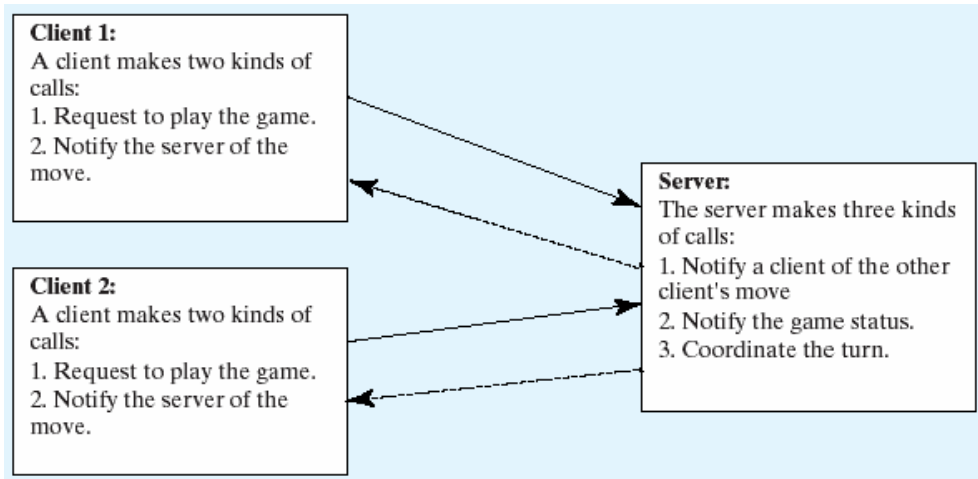 Client 1:
A client makes two kinds of
calls:
1. Request to play the game.
2. Notify the server of the
move.
Client 2:
A client makes two kinds of
calls:
1. Request to play the game.
2. Notify the server of the
move.
Server:
The server makes three kinds
of calls:
1. Notify a client of the other
client's move
2. Notify the game status.
3. Coordinate the turn.